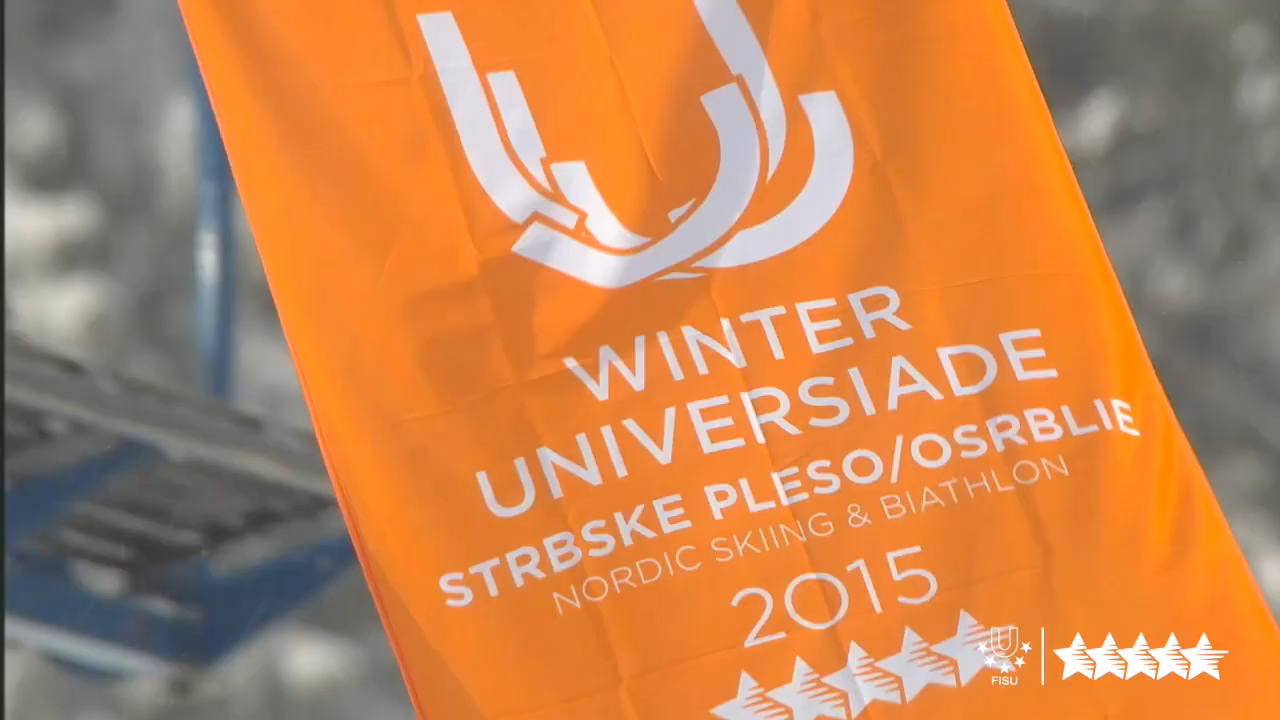 WINTER
UNIVERSIADE
STRBSKE PLESO/OSRBLIE
NORDIC SKIING & BIATHLON
2015
U
FISU